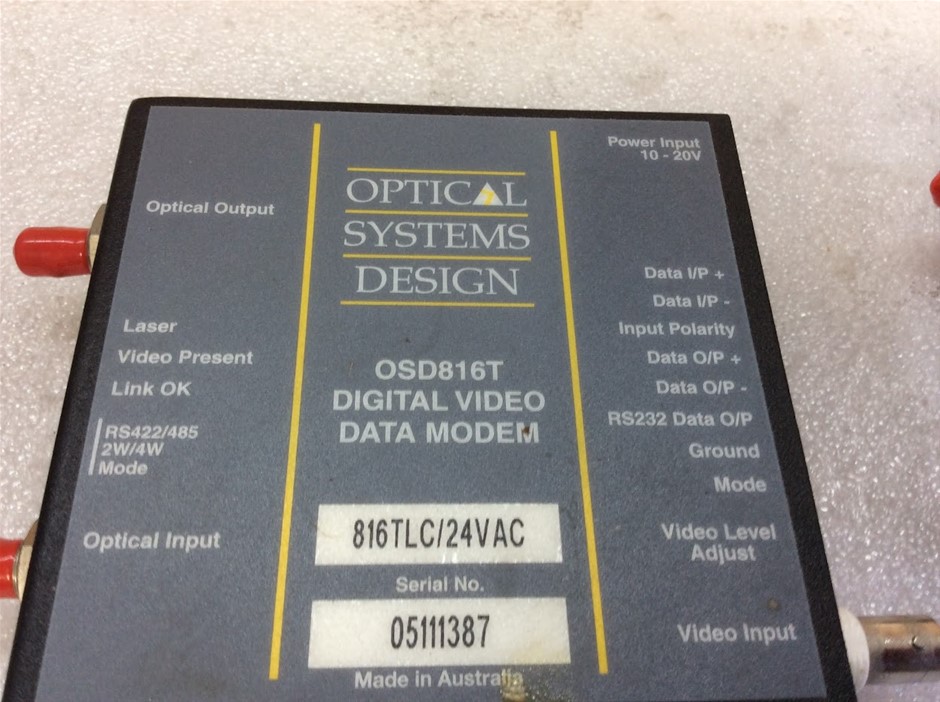 Optical Output
Laser
Video Present
Link OK
RS422/485
2W/4W
Mode
Optical Input
OPTICAL
SYSTEMS
DESIGN
OSD816T
DIGITAL VIDEO
DATA MODEM
816TLC/24VAC
Serial No.
05111387
Made in Australia
Power Input
10 - 20V
Data I/P +
Data I/P -
Input Polarity
Data O/P +
Data O/P -
RS232 Data O/P
Ground
Mode
Video Level
Adjust
Video Input